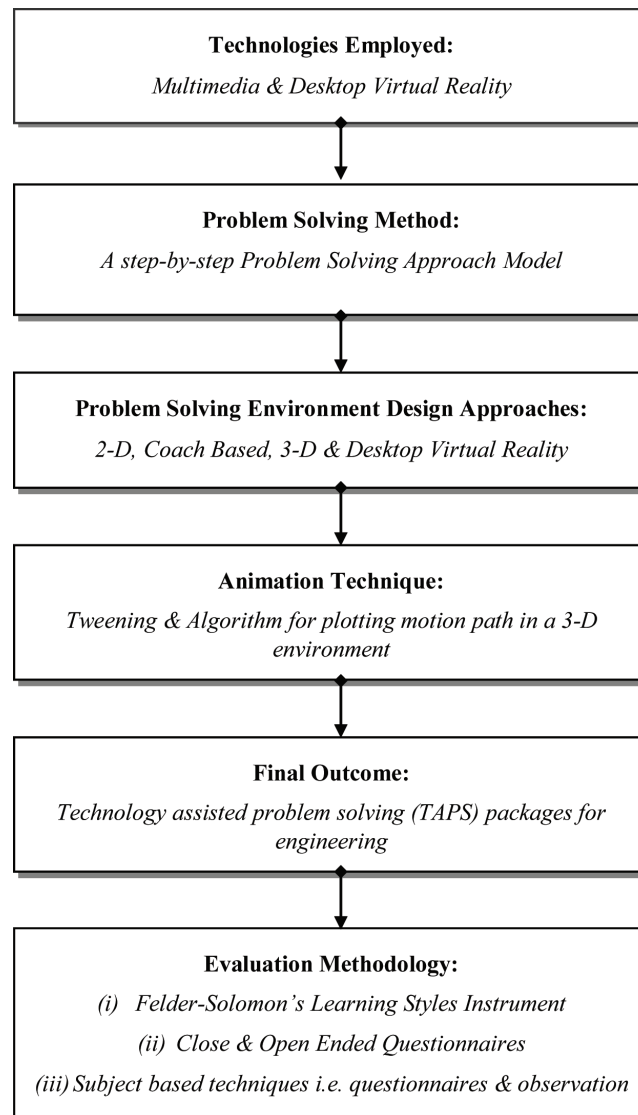 Technologies Employed:
Multimedia & Desktop Virtual Reality
Problem Solving Method:
A step-by-step Problem Solving Approach Model
Problem Solving Environment Design Approaches:
2-D, Coach Based, 3-D & Desktop Virtual Reality
Animation Technique:
Tweening & Algorithm for plotting motion path in a 3-D
environment
Final Outcome:
Technology assisted problem solving (TAPS) packages for
engineering
Evaluation Methodology:
(i) Felder-Solomon’s Learning Styles Instrument
(ii) Close & Open Ended Questionnaires
(iii) Subject based techniques i.e. questionnaires & observation